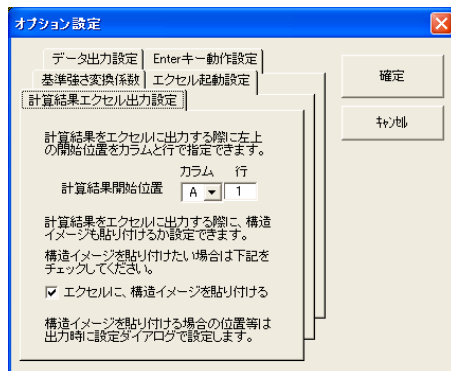 オプション設定
データ出力設定 Enterキー動作設定
基準強さ変換係数 エクセル起動設定
計算結果エクセル出力設定
確定
ｷｬﾝｾﾙ
計算結果をエクセルに出力する際に左上
の開始位置をカラムと行で指定できます。
カラム 行
計算結果開始位置 A 1
計算結果をエクセルに出力する際に、構造
イメージも貼り付けるか設定できます。
構造イメージを貼り付けたい場合は下記を
チェックしてください。
エクセルに、構造イメージを貼り付ける
構造イメージを貼り付ける場合の位置等は
出力時に設定ダイアログで設定します。